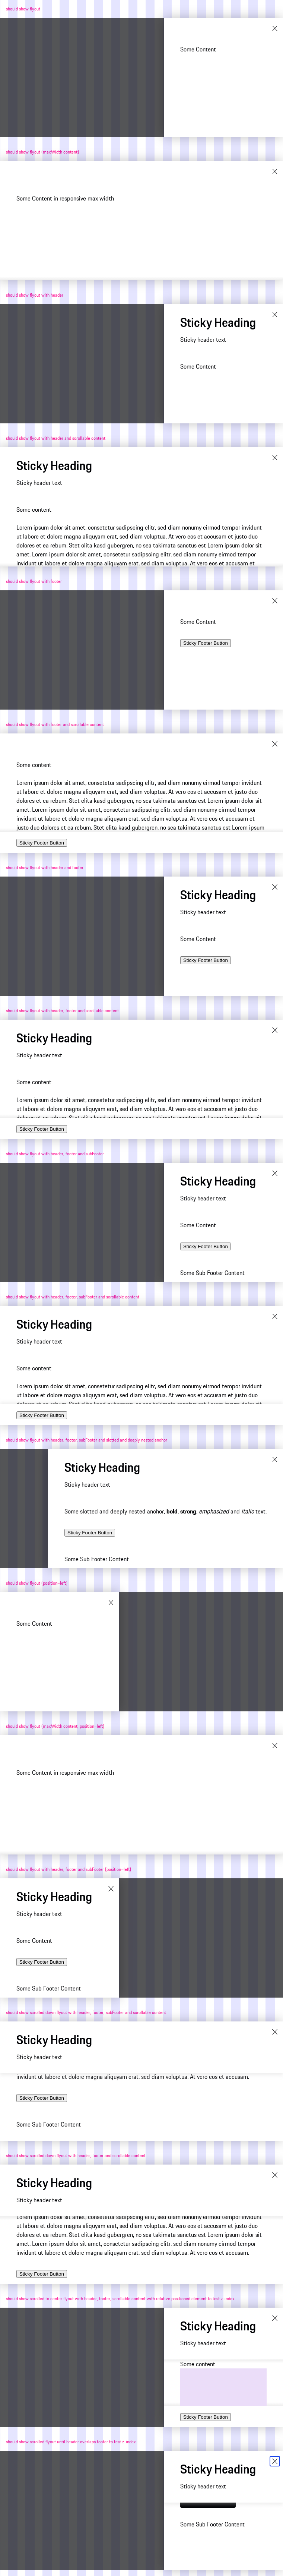 should show flyout
Some Content
should show flyout (maxWidth content)
Some Content in responsive max width
should show flyout with header
Sticky Heading
Sticky header text
Some Content
should show flyout with header and scrollable content
Sticky Heading
Sticky header text
Some content
Lorem ipsum dolor sit amet, consetetur sadipscing elitr, sed diam nonumy eirmod tempor invidunt
ut labore et dolore magna aliquyam erat, sed diam voluptua. At vero eos et accusam et justo duo
dolores et ea rebum. Stet clita kasd gubergren, no sea takimata sanctus est Lorem ipsum dolor sit
amet. Lorem ipsum dolor sit amet, consetetur sadipscing elitr, sed diam nonumy eirmod tempor
invidunt ut labore et dolore magna aliquyam erat, sed diam voluptua. At vero eos et accusam et
should show flyout with footer
Some Content
Sticky Footer Button
should show flyout with footer and scrollable content
Some content
Lorem ipsum dolor sit amet, consetetur sadipscing elitr, sed diam nonumy eirmod tempor invidunt
ut labore et dolore magna aliquyam erat, sed diam voluptua. At vero eos et accusam et justo duo
dolores et ea rebum. Stet clita kasd gubergren, no sea takimata sanctus est Lorem ipsum dolor sit
amet. Lorem ipsum dolor sit amet, consetetur sadipscing elitr, sed diam nonumy eirmod tempor
invidunt ut labore et dolore magna aliquyam erat, sed diam voluptua. At vero eos et accusam et
justo duo dolores et ea rebum. Stet clita kasd gubergren, no sea takimata sanctus est Lorem ipsum
Sticky Footer Button
should show flyout with header and footer
Sticky Heading
Sticky header text
Some Content
Sticky Footer Button
should show flyout with header, footer and scrollable content
Sticky Heading
Sticky header text
Some content
Lorem ipsum dolor sit amet, consetetur sadipscing elitr, sed diam nonumy eirmod tempor invidunt
ut labore et dolore magna aliquyam erat, sed diam voluptua. At vero eos et accusam et justo duo
dolores et ea rebum. Stet clita kasd gubergren, no sea takimata sanctus est Lorem ipsum dolor sit
Sticky Footer Button
should show flyout with header, footer and subFooter
Sticky Heading
Sticky header text
Some Content
Sticky Footer Button
Some Sub Footer Content
should show flyout with header, footer, subFooter and scrollable content
Sticky Heading
Sticky header text
Some content
Lorem ipsum dolor sit amet, consetetur sadipscing elitr, sed diam nonumy eirmod tempor invidunt
ut labore et dolore magna aliquyam erat, sed diam voluptua. At vero eos et accusam et justo duo
dolores et ea rebum. Stet clita kasd gubergren, no sea takimata sanctus est Lorem ipsum dolor sit
Sticky Footer Button
should show flyout with header, footer, subFooter and slotted and deeply nested anchor
Sticky Heading
Sticky header text
Some slotted and deeply nested anchor, bold, strong, emphasized and italic text.
Sticky Footer Button
Some Sub Footer Content
should show flyout (position=left)
Some Content
should show flyout (maxWidth content, position=left)
Some Content in responsive max width
should show flyout with header, footer and subFooter (position=left)
Sticky Heading
Sticky header text
Some Content
Sticky Footer Button
Some Sub Footer Content
should show scrolled down flyout with header, footer, subFooter and scrollable content
Sticky Heading
Sticky header text
invidunt ut labore et dolore magna aliquyam erat, sed diam voluptua. At vero eos et accusam.
Sticky Footer Button
Some Sub Footer Content
should show scrolled down flyout with header, footer and scrollable content
Sticky Heading
Sticky header text
Lorem ipsum dolor sit amet, consetetur sadipscing elitr, sed diam nonumy eirmod tempor invidunt
ut labore et dolore magna aliquyam erat, sed diam voluptua. At vero eos et accusam et justo duo
dolores et ea rebum. Stet clita kasd gubergren, no sea takimata sanctus est Lorem ipsum dolor sit
amet. Lorem ipsum dolor sit amet, consetetur sadipscing elitr, sed diam nonumy eirmod tempor
invidunt ut labore et dolore magna aliquyam erat, sed diam voluptua. At vero eos et accusam.
Sticky Footer Button
should show scrolled to center flyout with header, footer, scrollable content with relative positioned element to test z-index
Sticky Heading
Sticky header text
Some content
Sticky Footer Button
should show scrolled flyout until header overlaps footer to test z-index
Sticky Heading
Sticky header text
Some Sub Footer Content